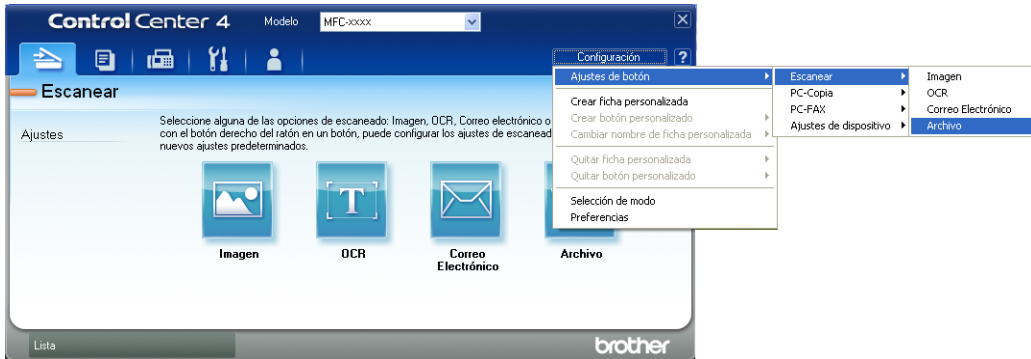 Control Center 4
Modelo
MFC-xxxx
Configuración
?
Escanear
Ajustes
Seleccione alguna de las opciones de escaneado: Imagen, OCR, Correo electrónico o
con el botón derecho del ratón en un botón, puede configurar los ajustes de escanead
nuevos ajustes predeterminados.
Imagen
OCR
Correo
Electrónico
Archivo
Ajustes de botón
Crear ficha personalizada
Crear botón personalizado
Cambiar nombre de ficha personalizada
Quitar ficha personalizada
Quitar botón personalizado
Selección de modo
Preferencias
Escanear
PC-Copia
PC-FAX
Ajustes de dispositivo
Imagen
OCR
Correo Electrónico
Archivo
Lista
brother